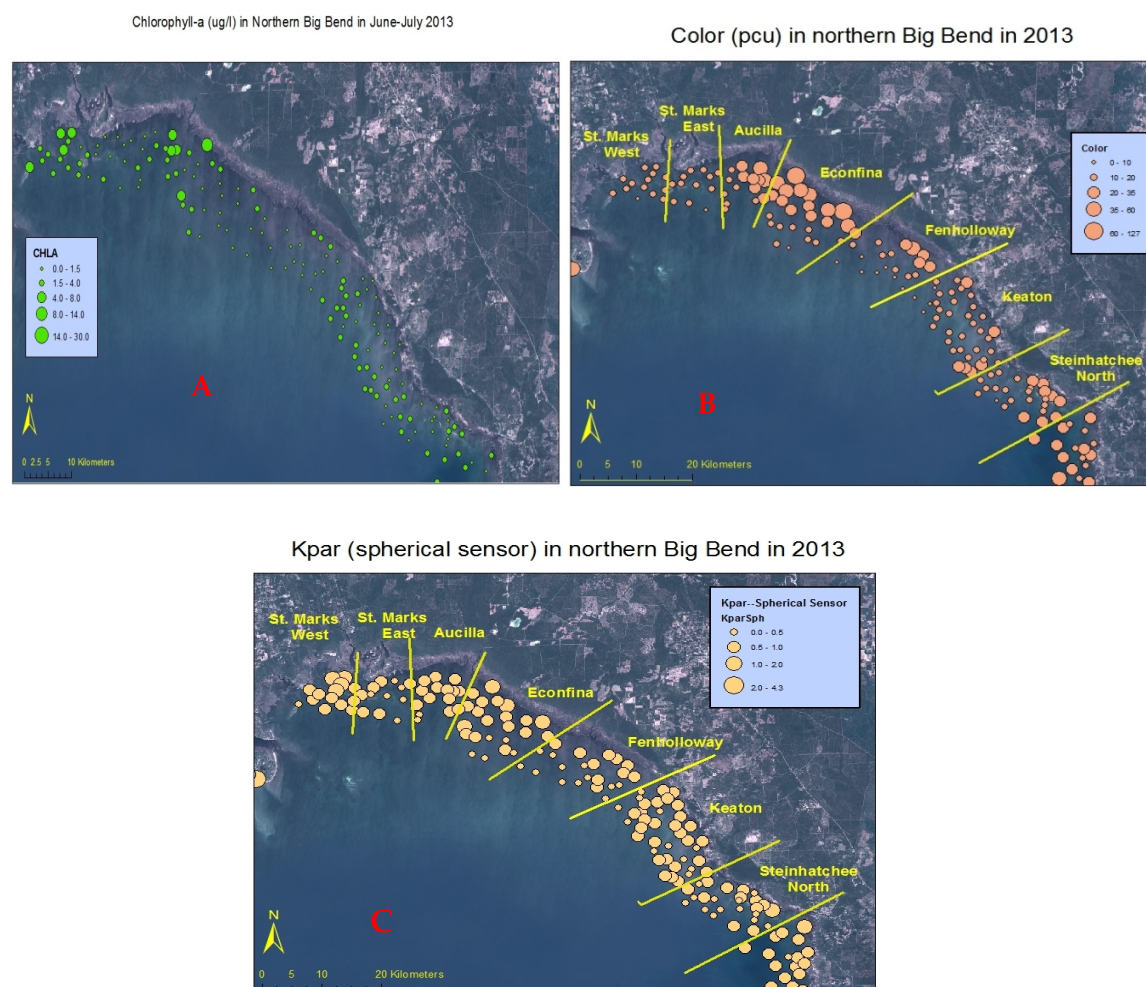 Chlorophyll-a (ug/l) in Northern Big Bend in June-July 2013
CHLA
0.0 - 1.5
1.5 - 4.0
4.0 - 8.0
8.0 - 14.0
14.0 - 30.0
A
N
0 2.5 5 10 Kilometers
Color (pcu) in northern Big Bend in 2013
St. Marks
West
St. Marks
East
Aucilla
Econfina
Fenholloway
Keaton
Steinhatchee
North
Color
0 - 10
10 - 20
20 - 35
35 - 60
60 - 127
B
N
0 5 10 20 Kilometers
Kpar (spherical sensor) in northern Big Bend in 2013
St. Marks
West
St. Marks
East
Aucilla
Econfina
Fenholloway
Keaton
Steinhatchee
North
Kpar--Spherical Sensor
KparSph
0.0 - 0.5
0.5 - 1.0
1.0 - 2.0
2.0 - 4.3
C
N
0 5 10 20 Kilometers